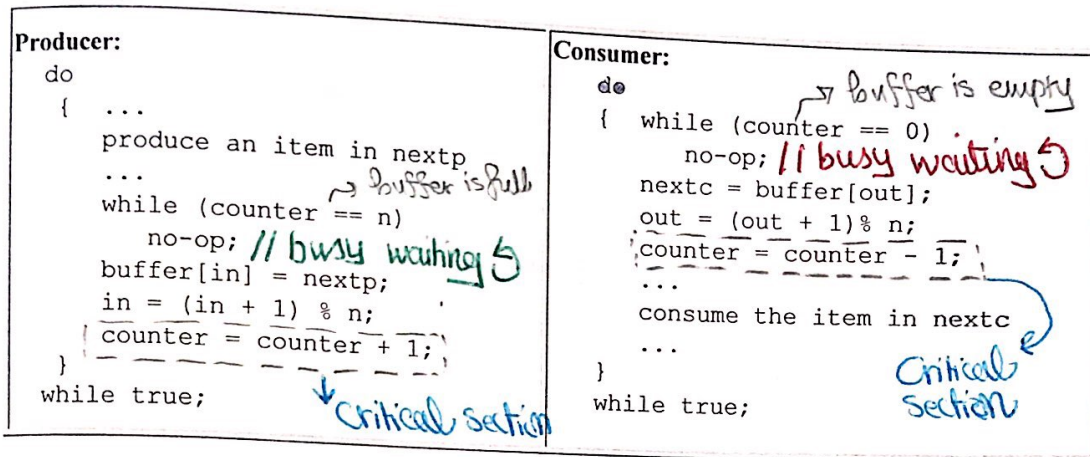 Producer:
do
{ ...
produce an item in nextp
...
→ buffer is full
while (counter == n)
no-op; // busy waiting
buffer[in] = nextp;
in = (in + 1) % n;
counter = counter + 1;
}
while true;
Critical section
Consumer:
do
→ buffer is empty
{ while (counter == 0)
no-op; // busy waiting
nextc = buffer[out];
out = (out + 1)% n;
counter = counter - 1;
...
consume the item in nextc
...
}
while true;
Critical
section